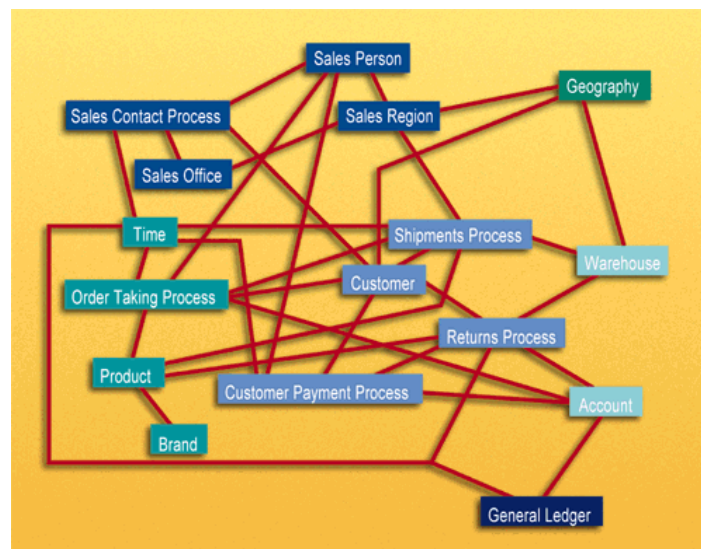 Sales Person
Geography
Sales Contact Process
Sales Region
Sales Office
Time
Shipments Process
Warehouse
Customer
Order Taking Process
Returns Process
Product
Customer Payment Process
Account
Brand
General Ledger